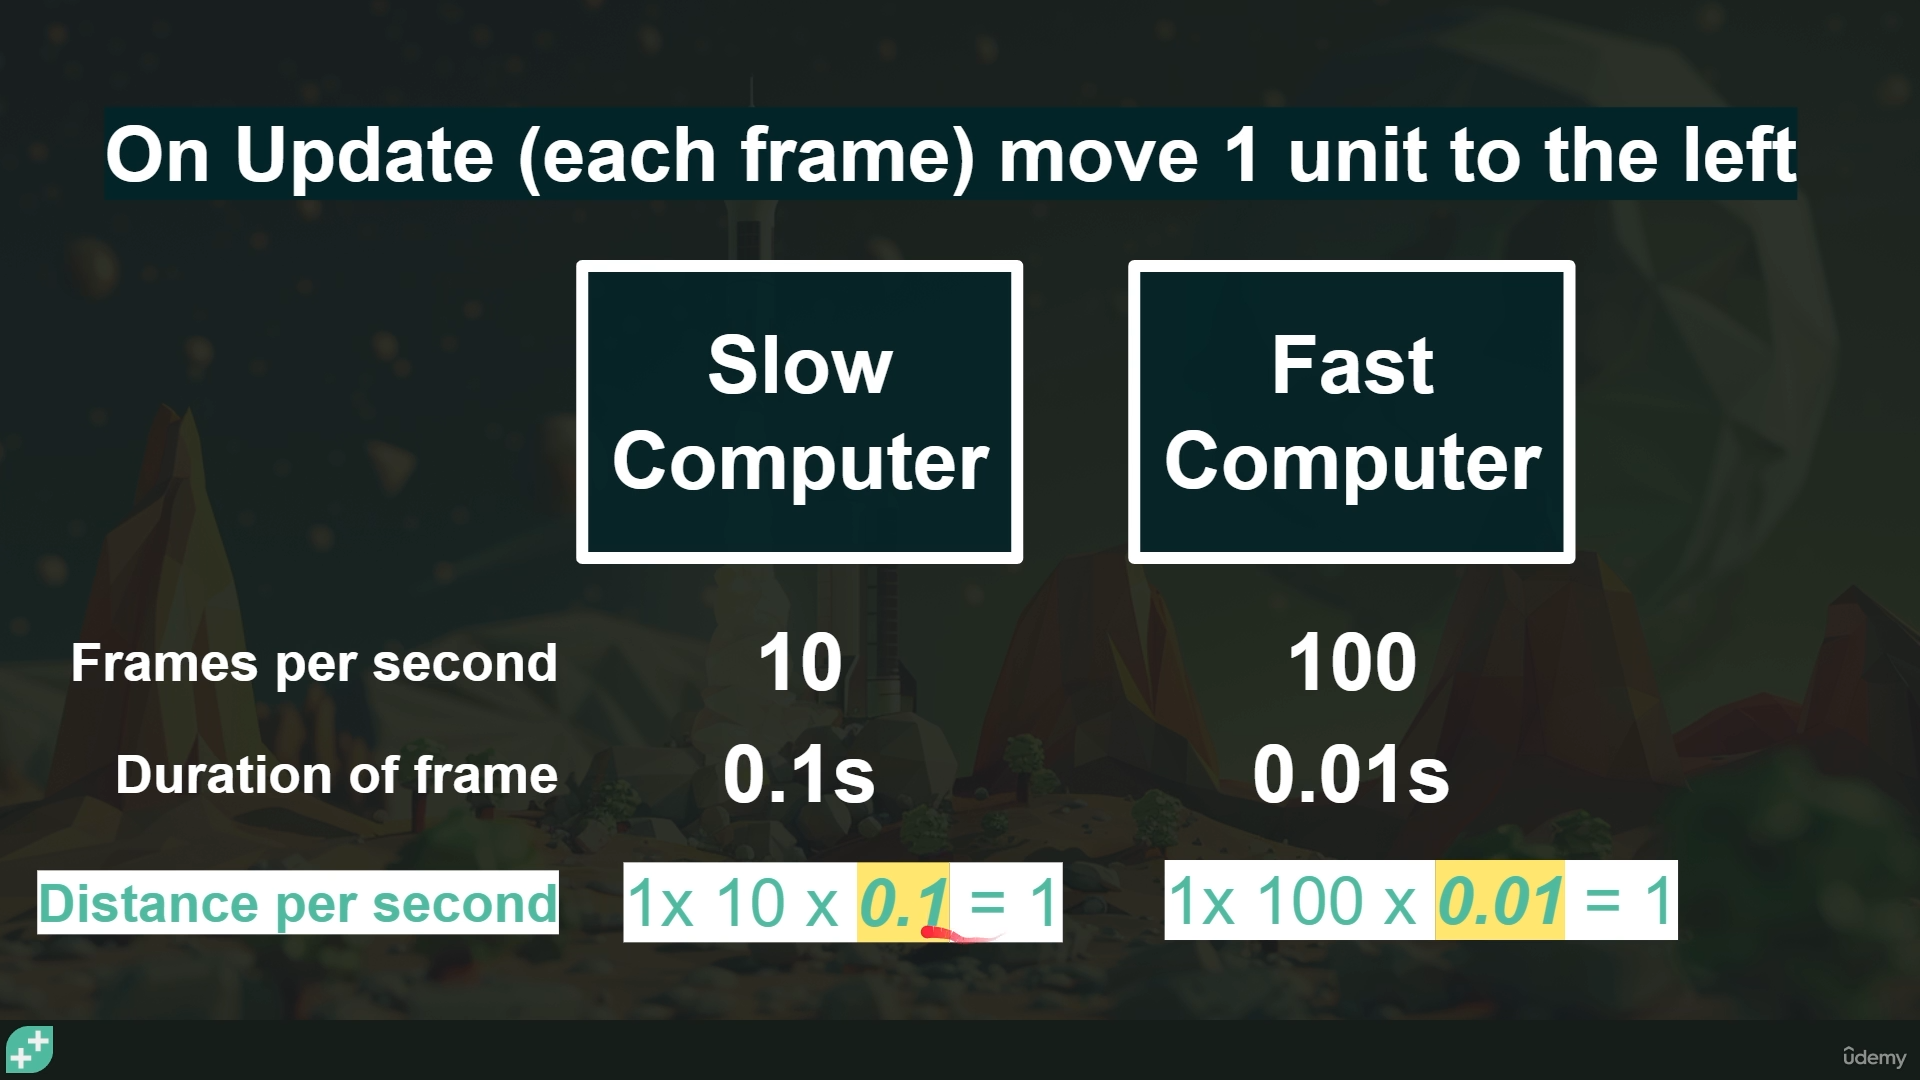 On Update (each frame) move 1 unit to the left
Slow
Computer
Fast
Computer
Frames per second 10 100
Duration of frame 0.1s 0.01s
Distance per second 1x 10 x 0.1 = 1 1x 100 x 0.01 = 1
udemy